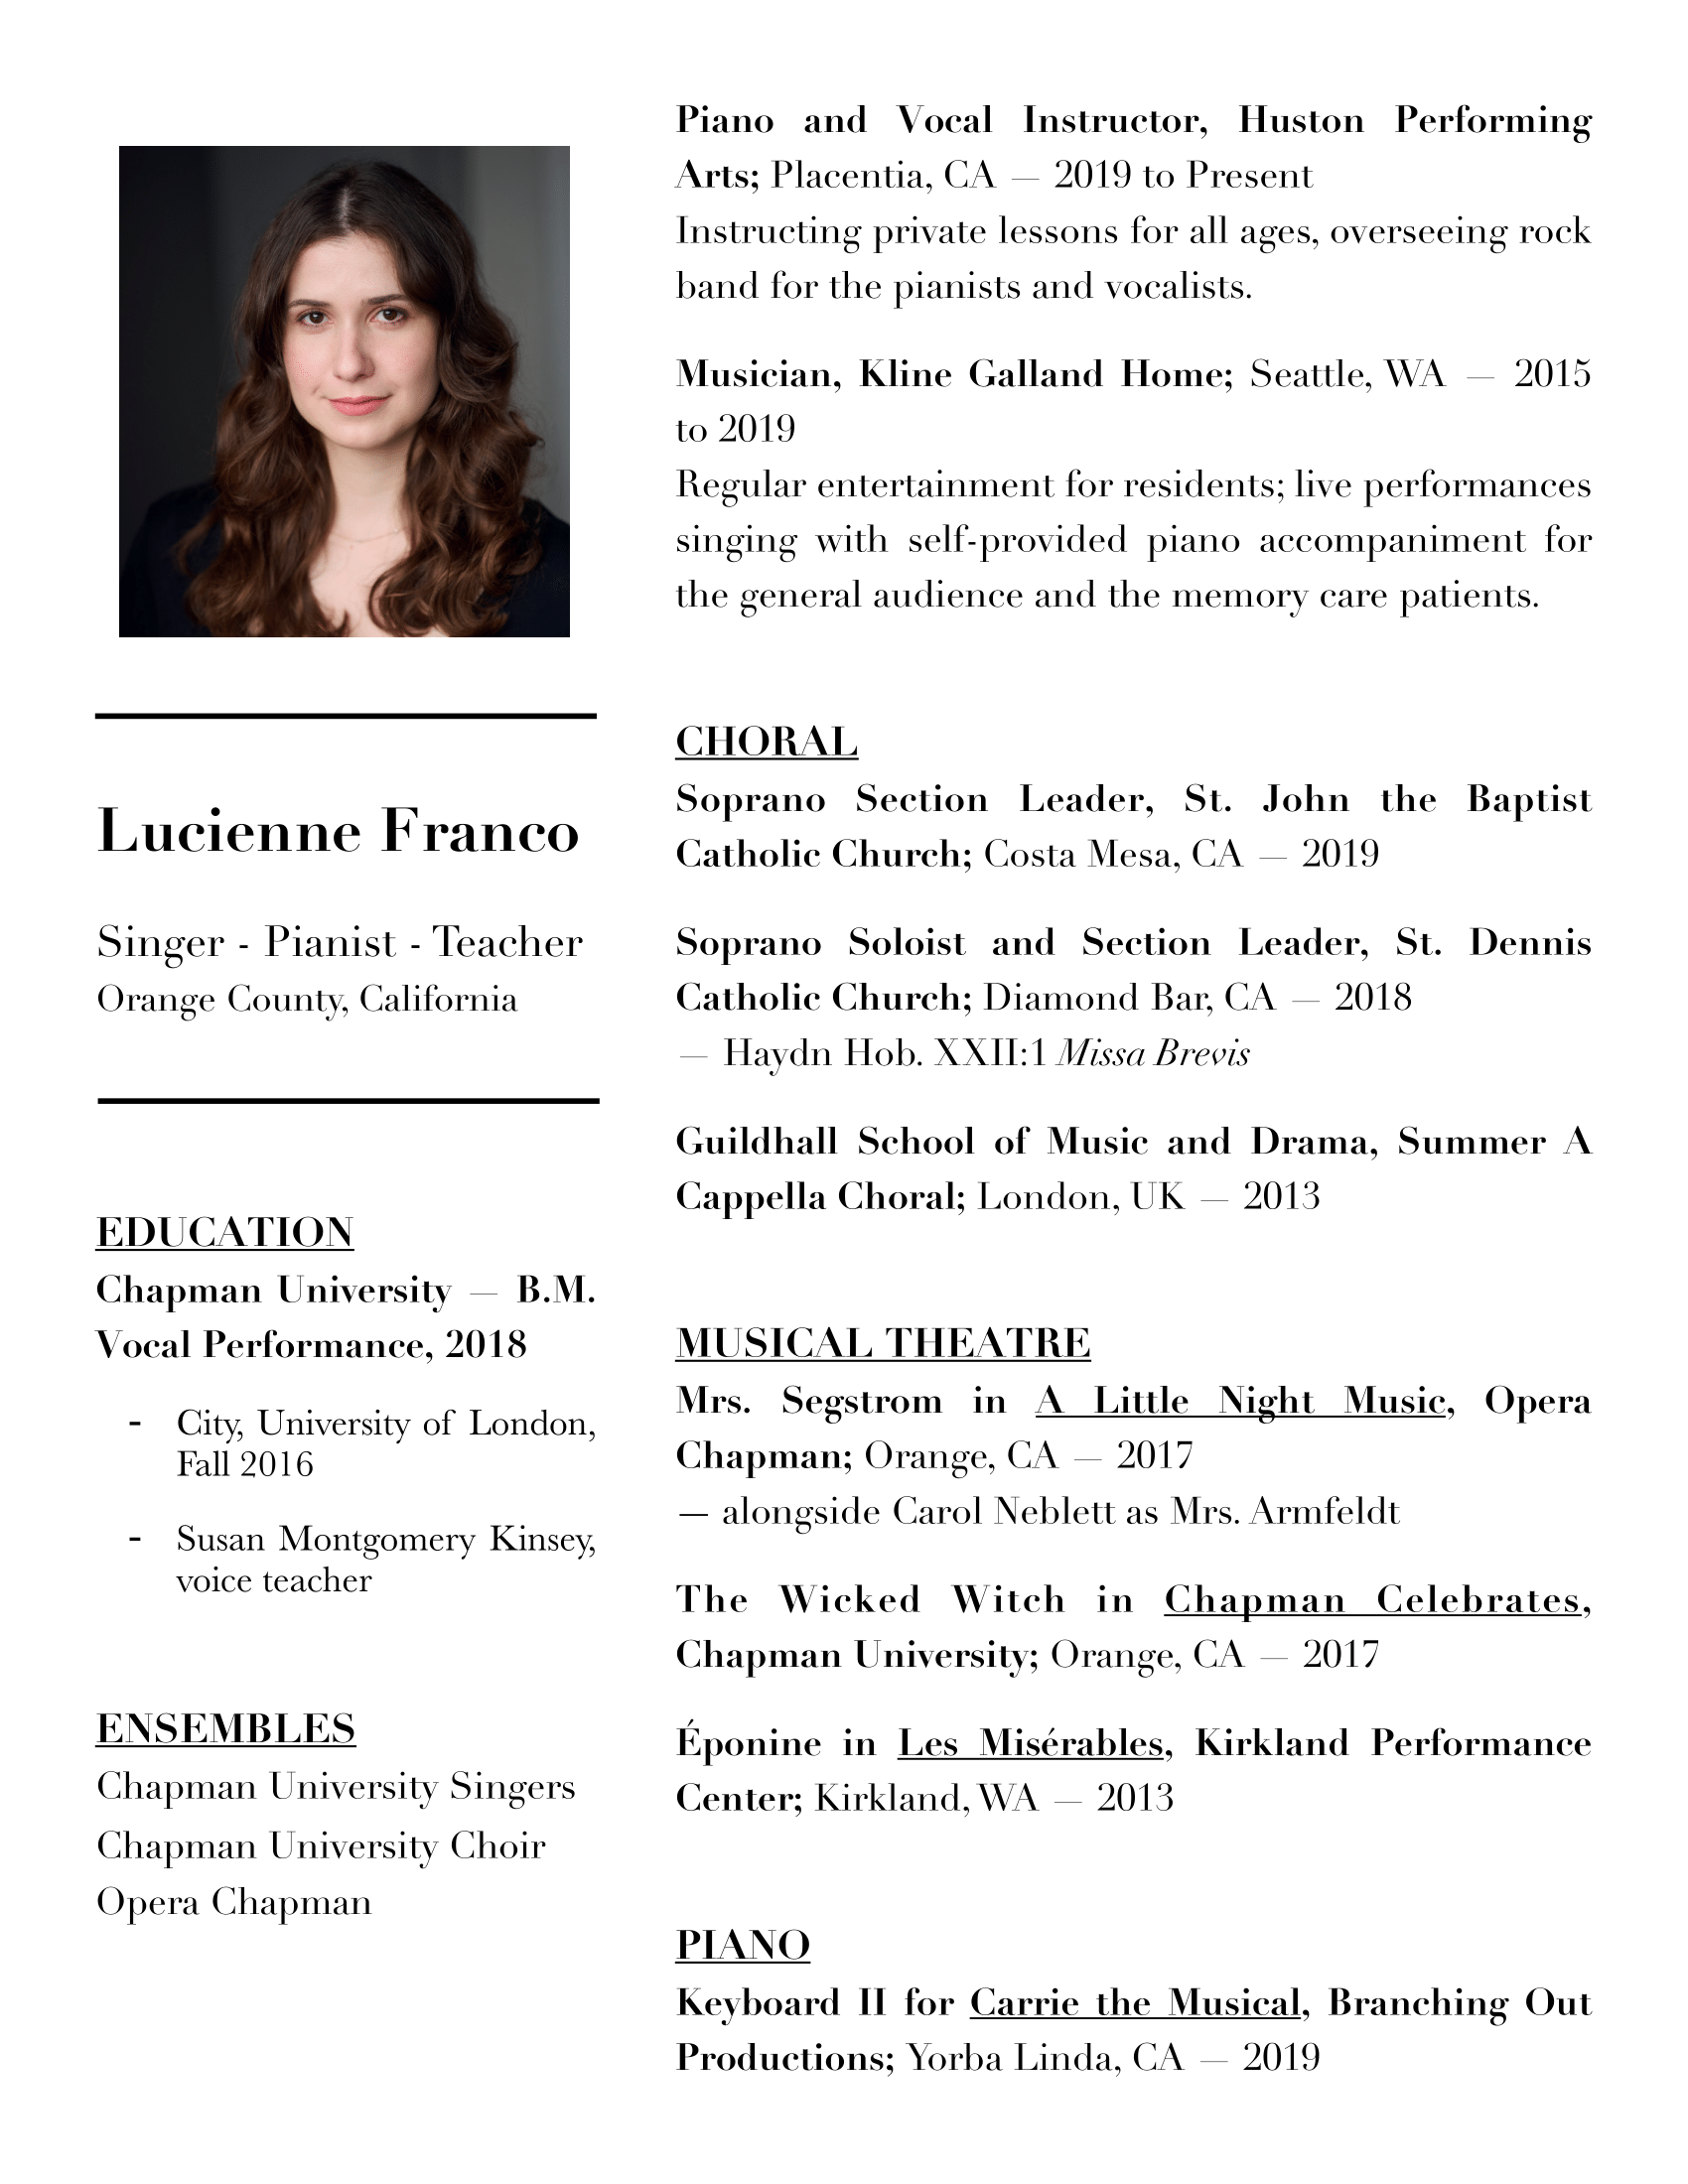 Lucienne Franco
Singer - Pianist - Teacher
Orange County, California
EDUCATION
Chapman University — B.M.
Vocal Performance, 2018
- City, University of London,
Fall 2016
- Susan Montgomery Kinsey,
voice teacher
ENSEMBLES
Chapman University Singers
Chapman University Choir
Opera Chapman
Piano and Vocal Instructor, Huston Performing
Arts; Placentia, CA — 2019 to Present
Instructing private lessons for all ages, overseeing rock
band for the pianists and vocalists.
Musician, Kline Galland Home; Seattle, WA — 2015
to 2019
Regular entertainment for residents; live performances
singing with self-provided piano accompaniment for
the general audience and the memory care patients.
CHORAL
Soprano Section Leader, St. John the Baptist
Catholic Church; Costa Mesa, CA — 2019
Soprano Soloist and Section Leader, St. Dennis
Catholic Church; Diamond Bar, CA — 2018
— Haydn Hob. XXII:1 Missa Brevis
Guildhall School of Music and Drama, Summer A
Cappella Choral; London, UK — 2013
MUSICAL THEATRE
Mrs. Segstrom in A Little Night Music, Opera
Chapman; Orange, CA — 2017
— alongside Carol Neblett as Mrs. Armfeldt
The Wicked Witch in Chapman Celebrates,
Chapman University; Orange, CA — 2017
Éponine in Les Misérables, Kirkland Performance
Center; Kirkland, WA — 2013
PIANO
Keyboard II for Carrie the Musical, Branching Out
Productions; Yorba Linda, CA — 2019